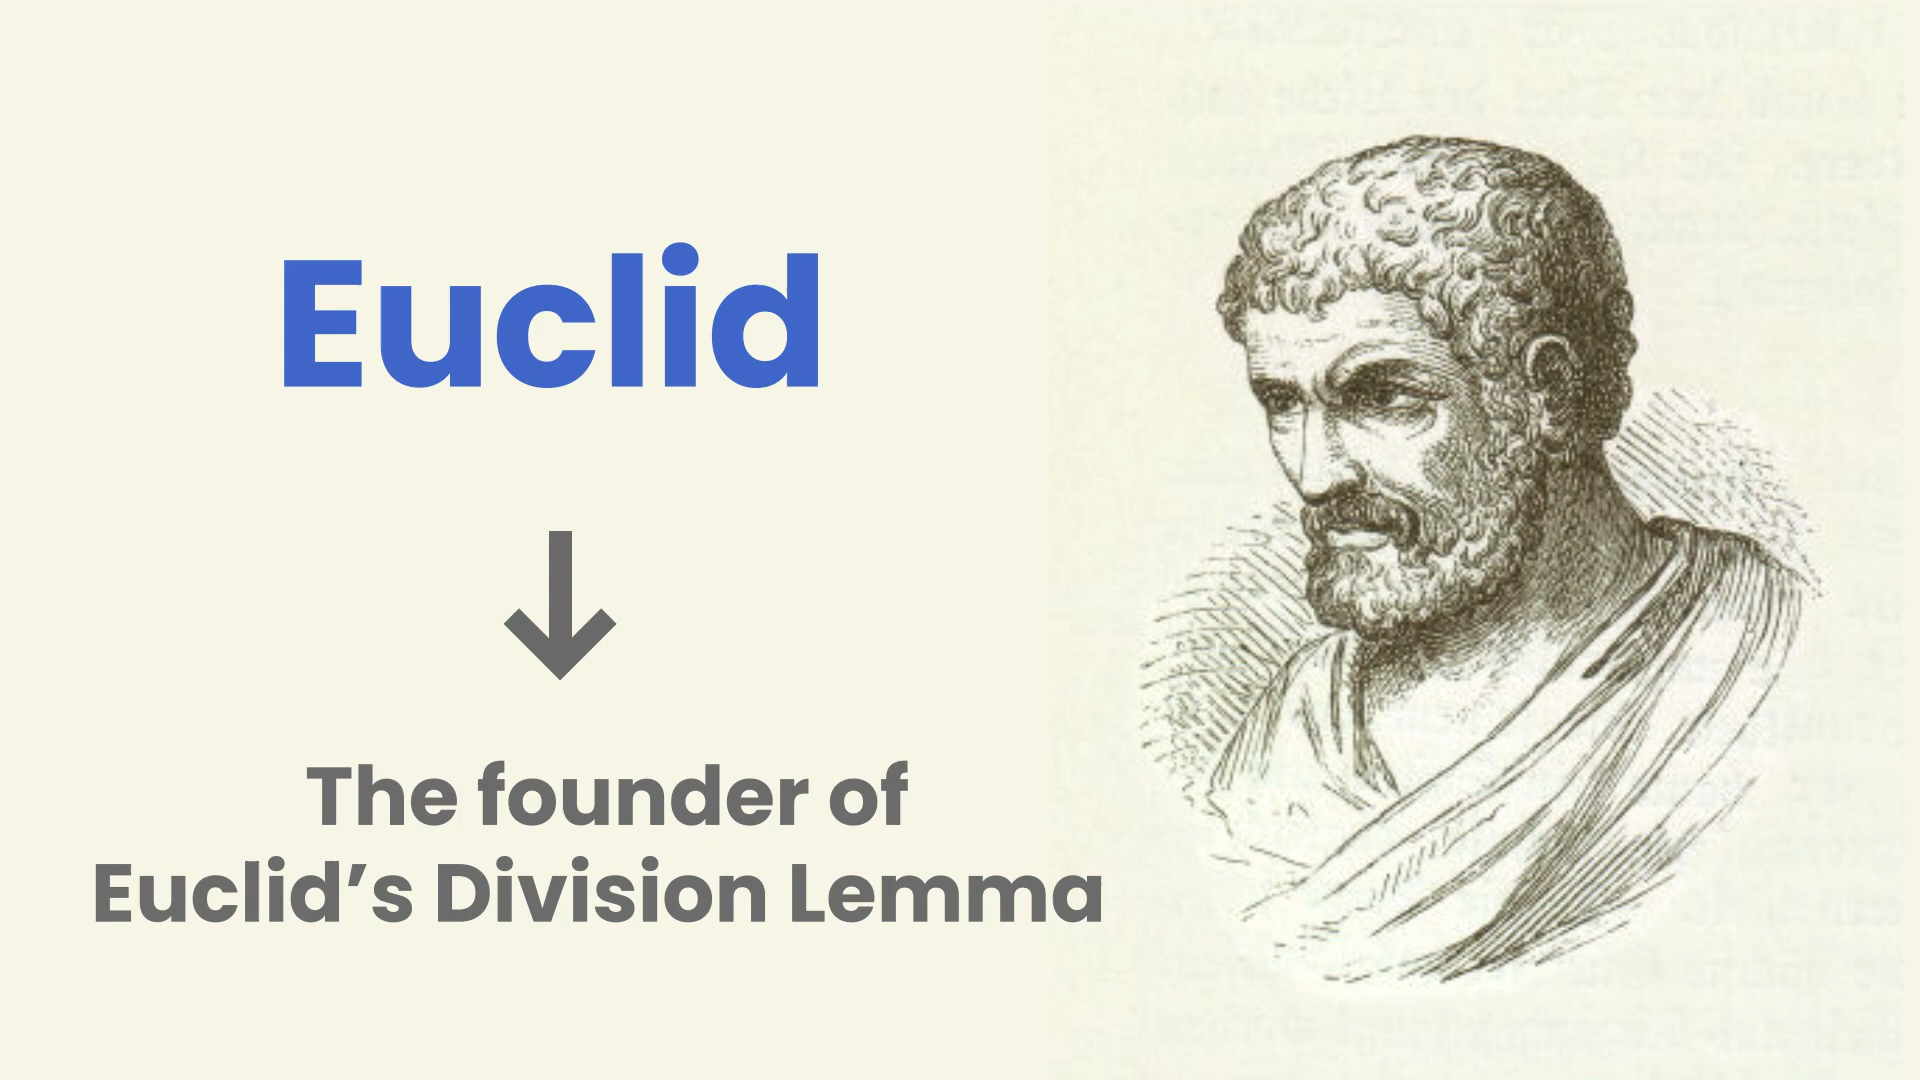 Euclid
The founder of
Euclid’s Division Lemma